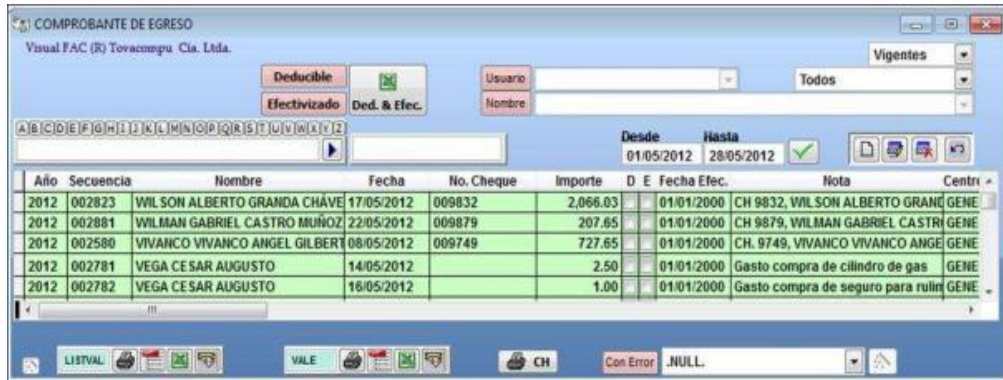 COMPROBANTE DE EGRESO
Visual FAC (R) Tovacompu Cía. Ltda.
Vigentes
Deducible
Usuario
Todos
Efectivizado Ded. & Efec.
Nombre
A B C D E F G H I J K L M N O P Q R S T U V W X Y Z
Desde Hasta
01/05/2012 28/05/2012
Año Secuencia Nombre Fecha No. Cheque Importe D E Fecha Efec. Nota Centro
2012 002823 WILSON ALBERTO GRANDA CHÁVE 17/05/2012 009832 2,066.03 01/01/2000 CH 9832, WILSON ALBERTO GRAND GENE
2012 002881 WILMAN GABRIEL CASTRO MUÑOZ 22/05/2012 009879 207.65 01/01/2000 CH 9879, WILMAN GABRIEL CASTR GENE
2012 002580 VIVANCO VIVANCO ANGEL GILBERT 08/05/2012 009749 727.65 01/01/2000 CH. 9749, VIVANCO VIVANCO ANGE GENE
2012 002781 VEGA CESAR AUGUSTO 14/05/2012 2.50 01/01/2000 Gasto compra de cilindro de gas GENE
2012 002782 VEGA CESAR AUGUSTO 16/05/2012 1.00 01/01/2000 Gasto compra de seguro para rulim GENE
LISTVAL VALE CH Con Error .NULL.